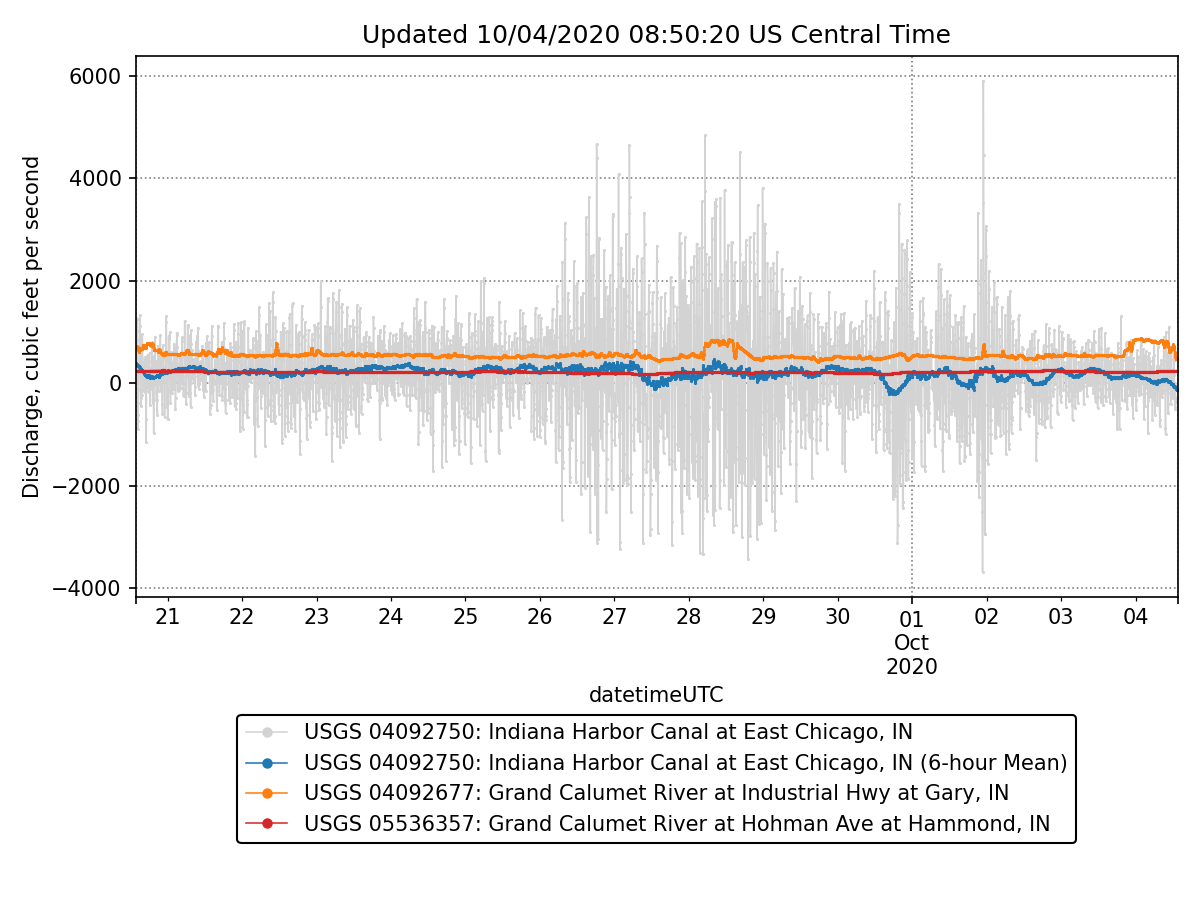 Updated 10/04/2020 08:50:20 US Central Time
Discharge, cubic feet per second
6000
4000
2000
0
−2000
−4000
21 22 23 24 25 26 27 28 29 30 01 02 03 04
Oct
2020
datetimeUTC
USGS 04092750: Indiana Harbor Canal at East Chicago, IN
USGS 04092750: Indiana Harbor Canal at East Chicago, IN (6-hour Mean)
USGS 04092677: Grand Calumet River at Industrial Hwy at Gary, IN
USGS 05536357: Grand Calumet River at Hohman Ave at Hammond, IN